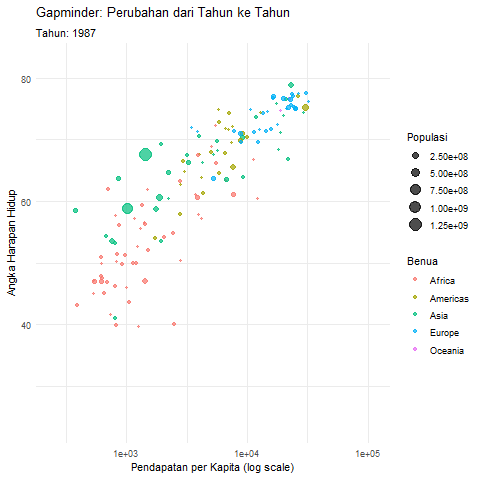 Gapminder: Perubahan dari Tahun ke Tahun
Tahun: 1987
80
60
40
Angka Harapan Hidup
1e+03
1e+04
1e+05
Pendapatan per Kapita (log scale)
Populasi
2.50e+08
5.00e+08
7.50e+08
1.00e+09
1.25e+09
Benua
Africa
Americas
Asia
Europe
Oceania